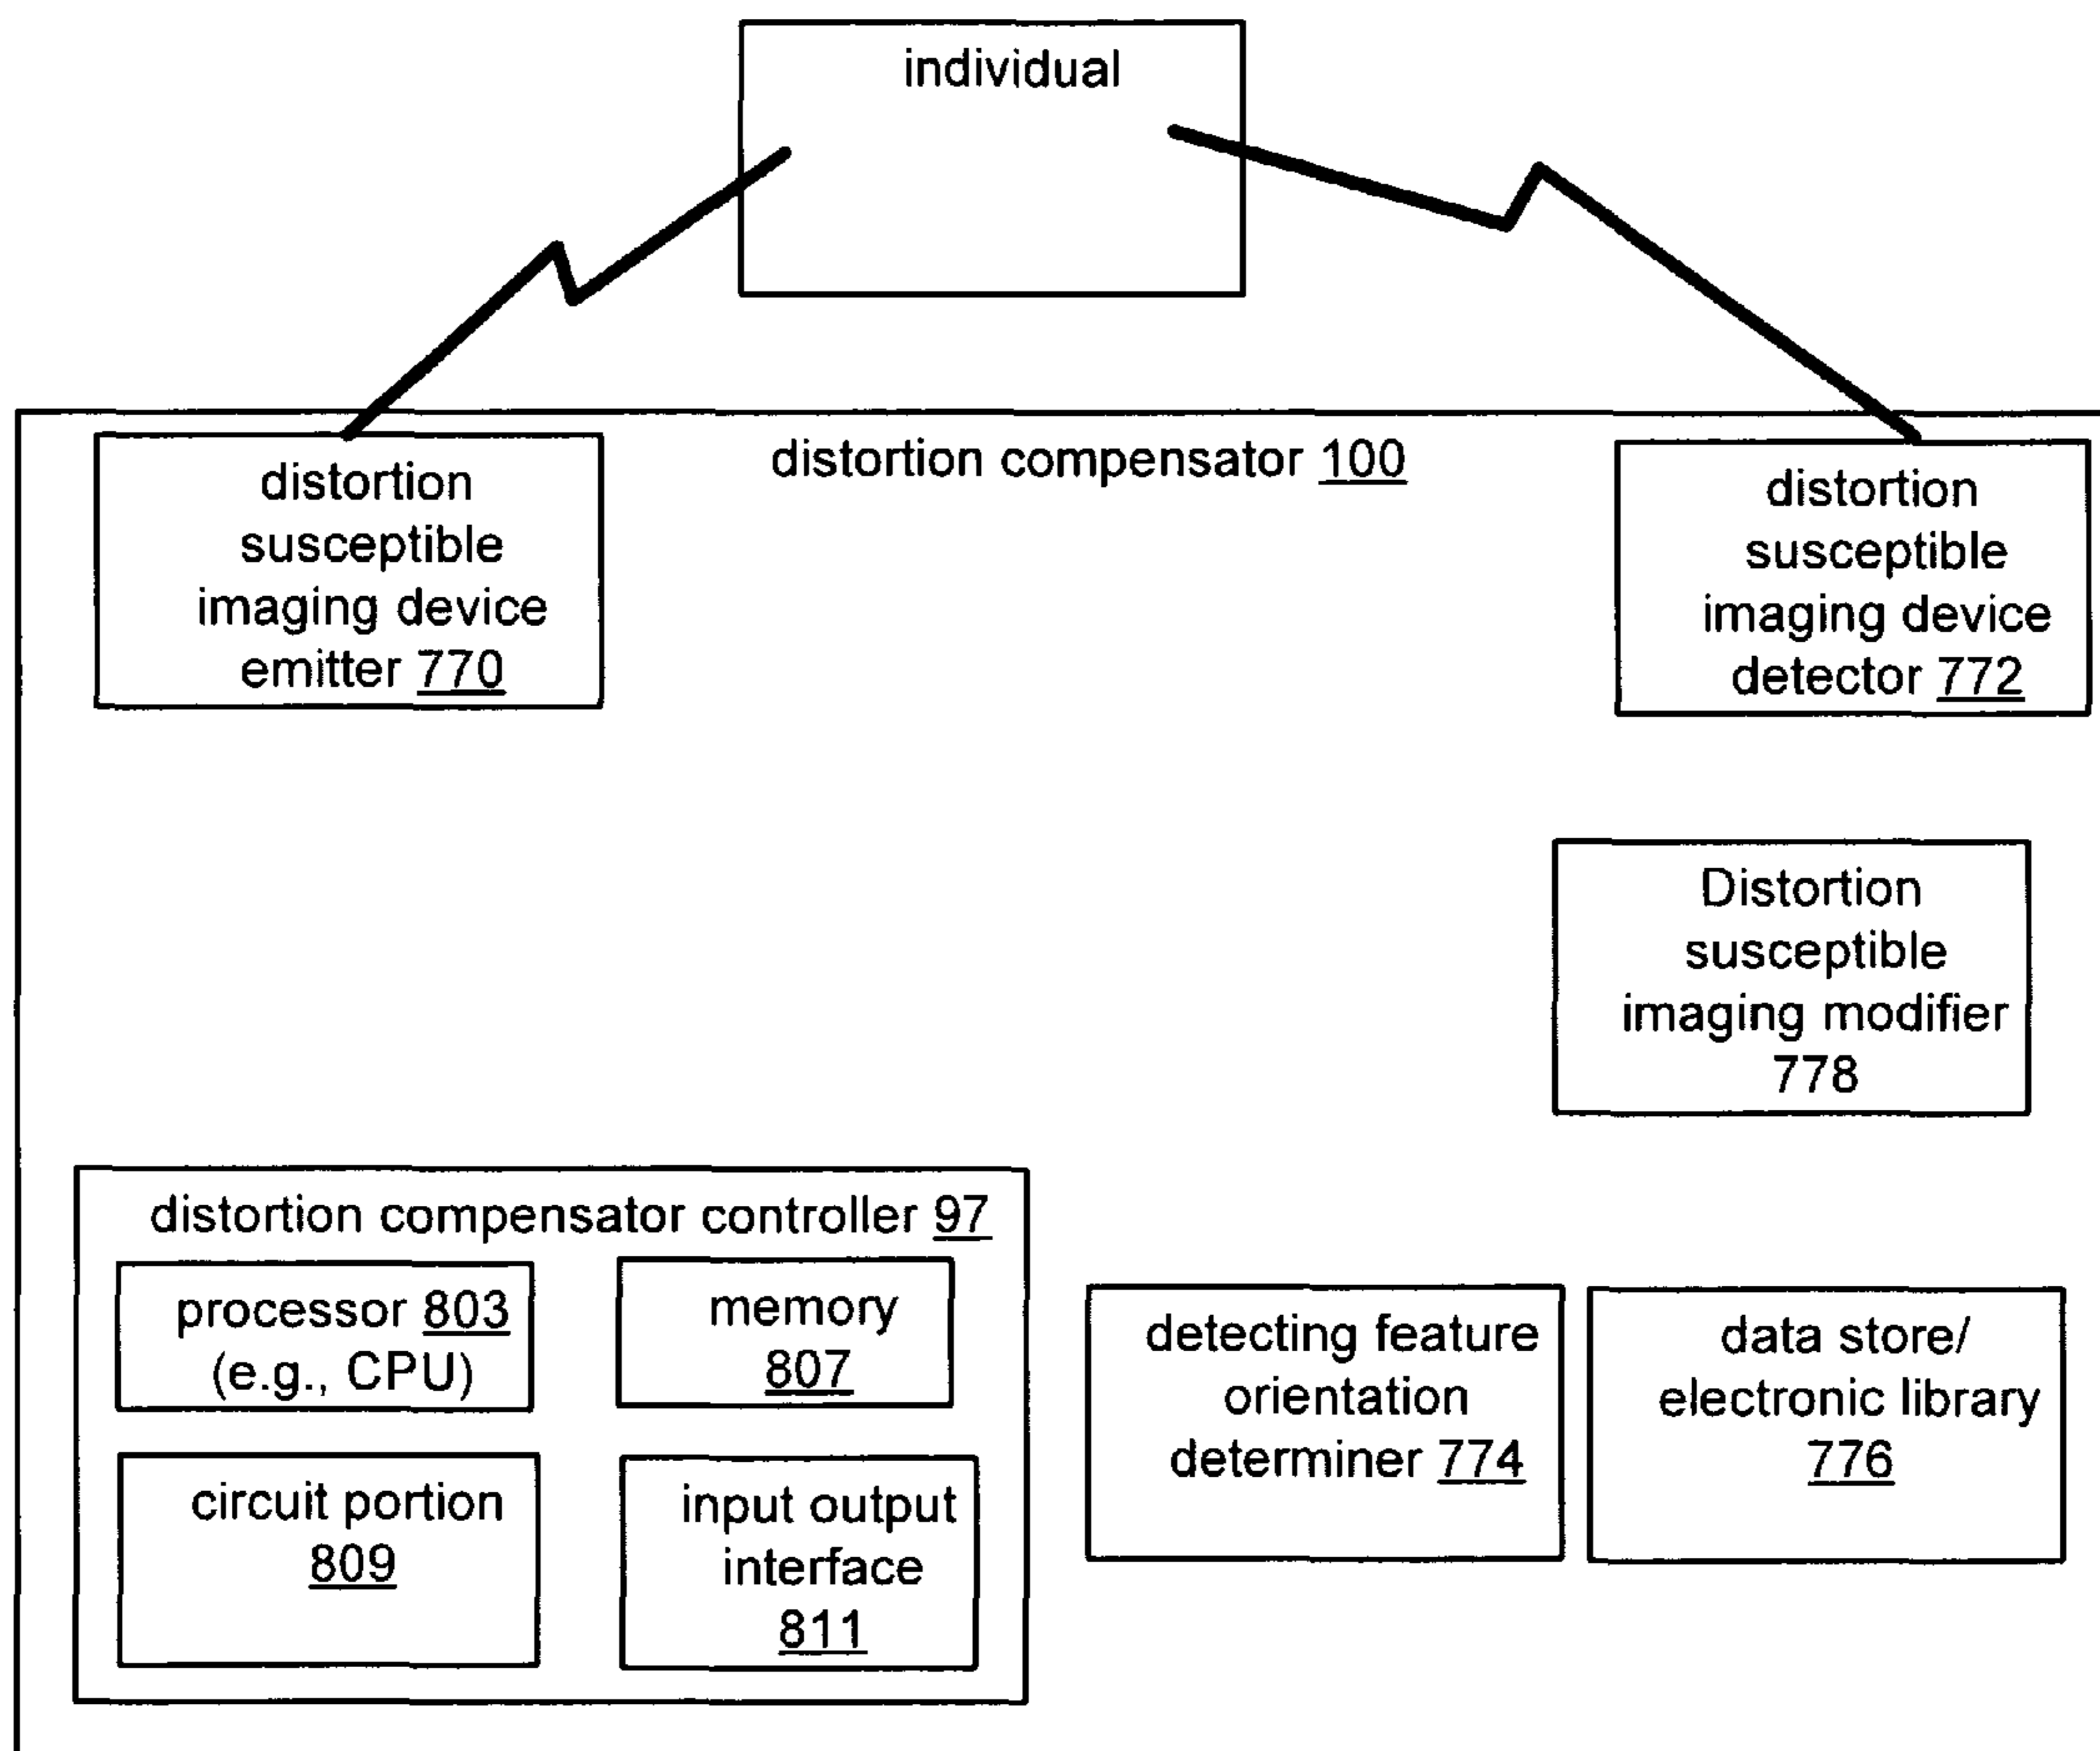 individual
distortion compensator 100
distortion
susceptible
imaging device
emitter 770
distortion
susceptible
imaging device
detector 772
Distortion
susceptible
imaging modifier
778
distortion compensator controller 97
processor 803
(e.g., CPU)
memory
807
circuit portion
809
input output
interface
811
detecting feature
orientation
determiner 774
data store/
electronic library
776